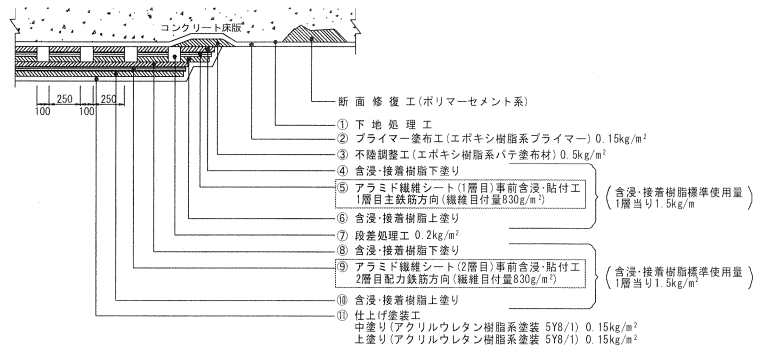 コンクリート床版
100 250 100 250
断面修復工(ポリマーセメント系)
① 下地処理工
② プライマー塗布工(エポキシ樹脂系プライマー) 0.15kg/m²
③ 不陸調整工(エポキシ樹脂系パテ塗布材) 0.5kg/m²
④ 含浸・接着樹脂下塗り
⑤ アラミド繊維シート(1層目)事前含浸・貼付工
1層目主鉄筋方向(繊維目付量830g/m²)
(含浸・接着樹脂標準使用量
1層当り1.5kg/m)
⑥ 含浸・接着樹脂上塗り
⑦ 段差処理工 0.2kg/m²
⑧ 含浸・接着樹脂下塗り
⑨ アラミド繊維シート(2層目)事前含浸・貼付工
2層目配力鉄筋方向(繊維目付量830g/m²)
(含浸・接着樹脂標準使用量
1層当り1.5kg/m²)
⑩ 含浸・接着樹脂上塗り
⑪ 仕上げ塗装工
中塗り(アクリルウレタン樹脂系塗装 5Y8/1) 0.15kg/m²
上塗り(アクリルウレタン樹脂系塗装 5Y8/1) 0.15kg/m²